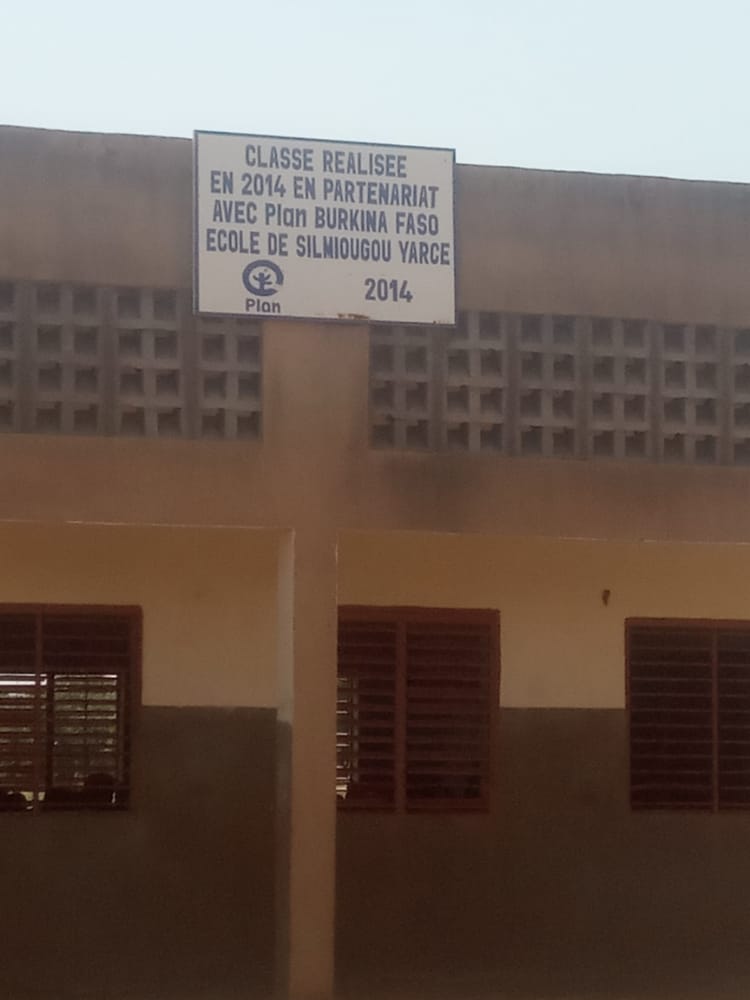 CLASSE REALISEE
EN 2014 EN PARTENARIAT
AVEC Plan BURKINA FASO
ECOLE DE SILMIOUGOU YARCE
Plan
2014